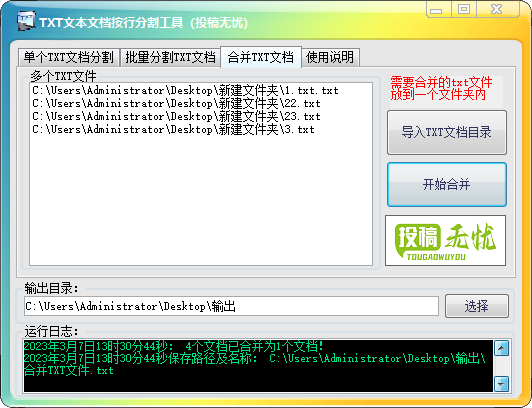 TXT文本文档按行分割工具（投稿无忧）
单个TXT文档分割 批量分割TXT文档 合并TXT文档 使用说明
多个TXT文件
C:\Users\Administrator\Desktop\新建文件夹\1.txt.txt
C:\Users\Administrator\Desktop\新建文件夹\22.txt
C:\Users\Administrator\Desktop\新建文件夹\23.txt
C:\Users\Administrator\Desktop\新建文件夹\3.txt
需要合并的txt文件
放到一个文件夹内
导入TXT文档目录
开始合并
投稿无忧
TOUGAOWUYOU
输出目录:
C:\Users\Administrator\Desktop\输出
选择
运行日志:
2023年3月7日13时30分44秒： 4个文档已合并为1个文档！
2023年3月7日13时30分44秒保存路径及名称： C:\Users\Administrator\Desktop\输出\
合并TXT文件.txt